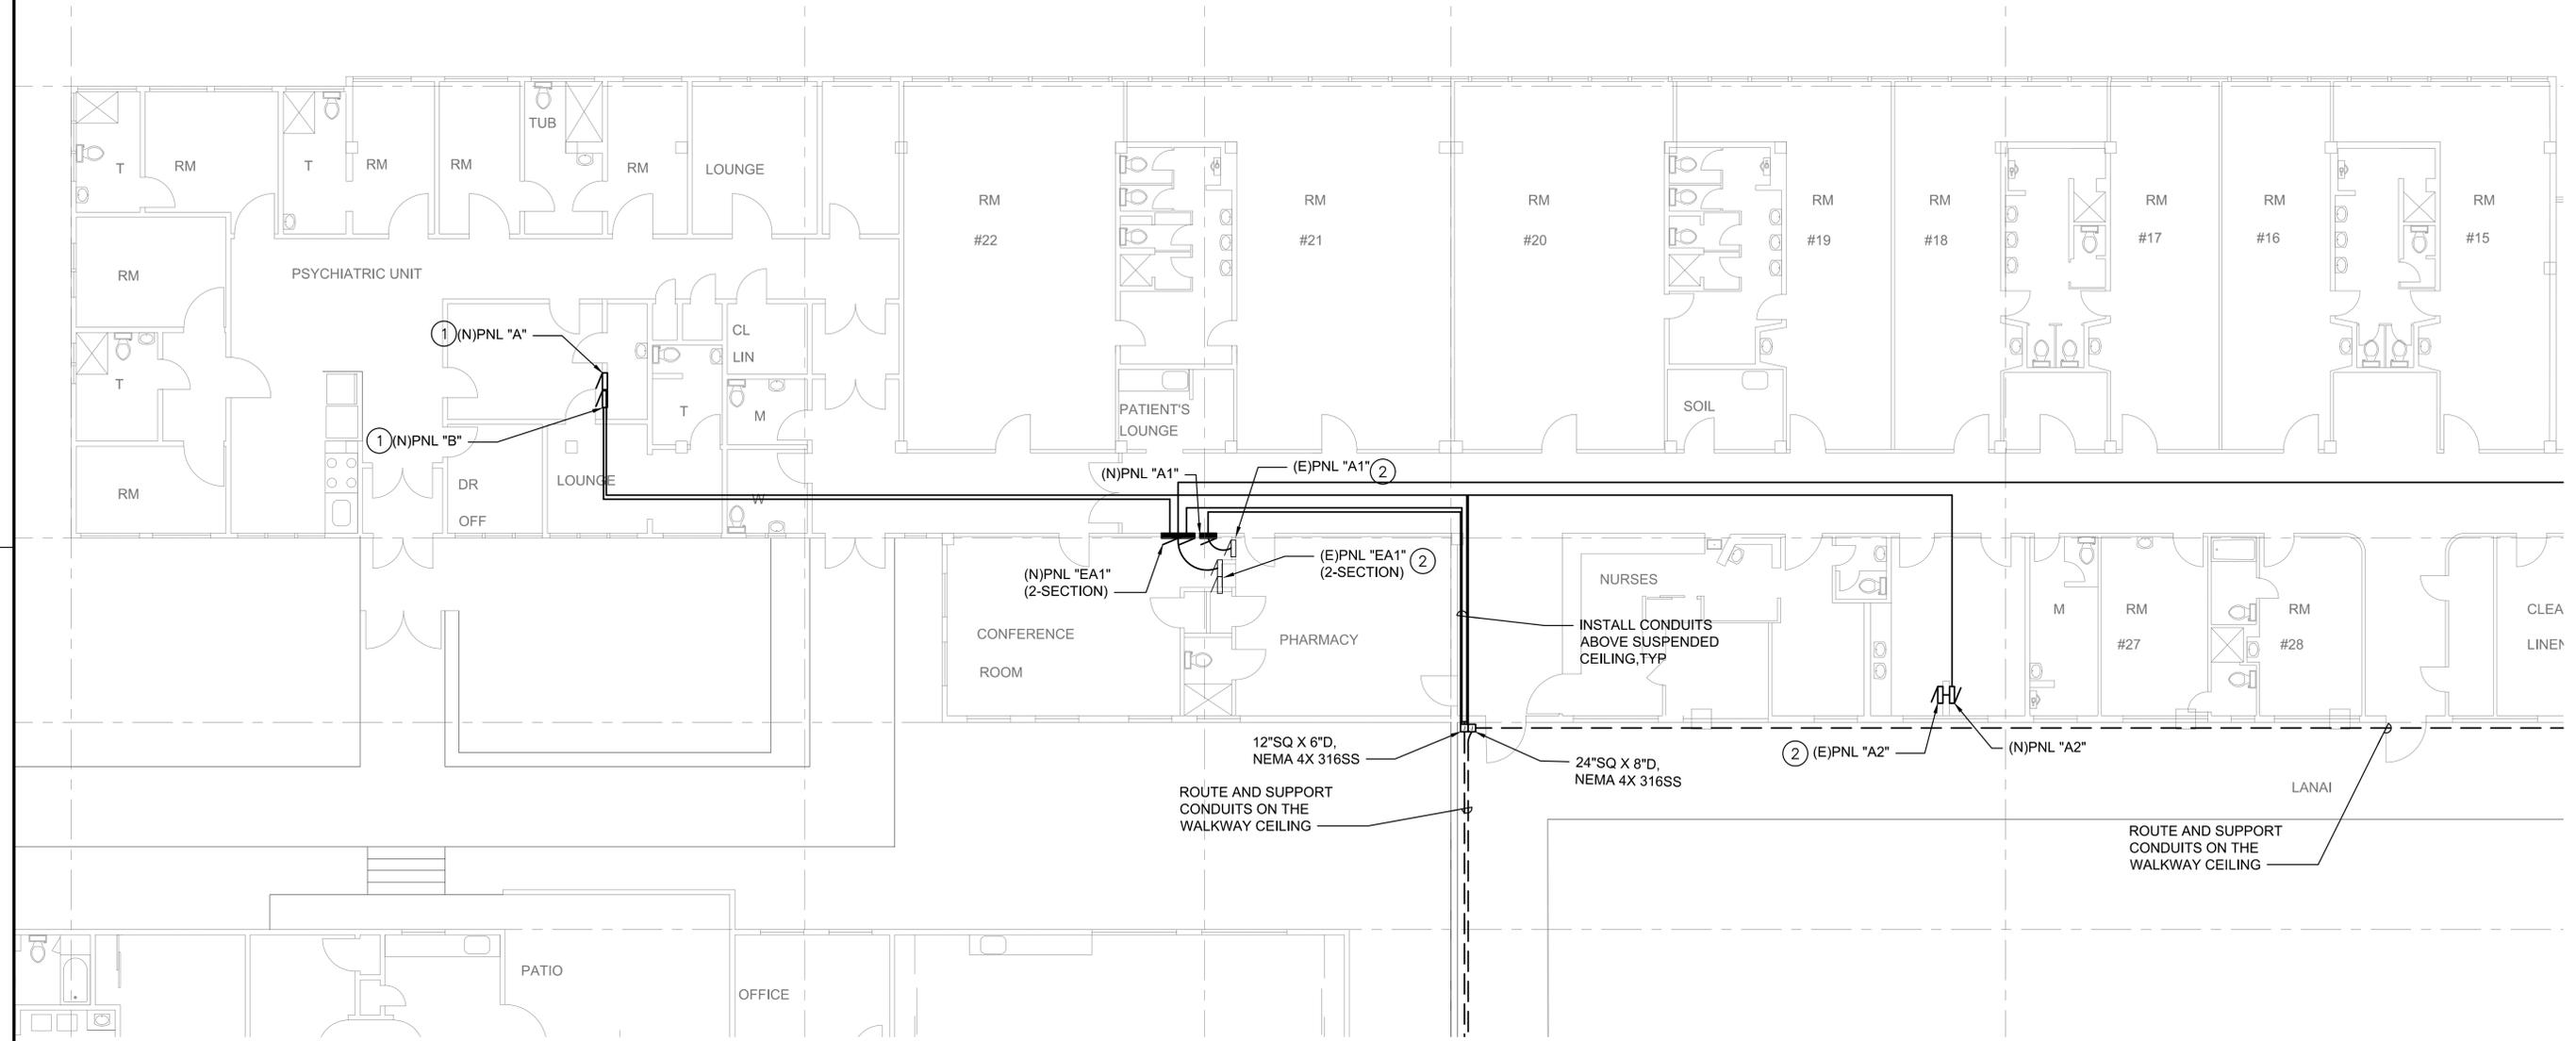 TUB
T
RM
T
RM
RM
RM
LOUNGE
RM
#22
RM
#21
RM
#20
RM
#19
RM
#18
RM
#17
RM
#16
RM
#15
RM
PSYCHIATRIC UNIT
1 (N)PNL "A"
CL
LIN
T
T
M
PATIENT'S
LOUNGE
SOIL
1 (N)PNL "B"
RM
DR
OFF
LOUNGE
W
(N)PNL "A1"
(E)PNL "A1" 2
(N)PNL "EA1"
(2-SECTION)
(E)PNL "EA1"
(2-SECTION) 2
CONFERENCE
ROOM
PHARMACY
NURSES
INSTALL CONDUITS
ABOVE SUSPENDED
CEILING,TYP
M
RM
#27
RM
#28
CLEA
LINEN
12"SQ X 6"D,
NEMA 4X 316SS
24"SQ X 8"D,
NEMA 4X 316SS
2 (E)PNL "A2"
(N)PNL "A2"
LANAI
ROUTE AND SUPPORT
CONDUITS ON THE
WALKWAY CEILING
ROUTE AND SUPPORT
CONDUITS ON THE
WALKWAY CEILING
PATIO
OFFICE